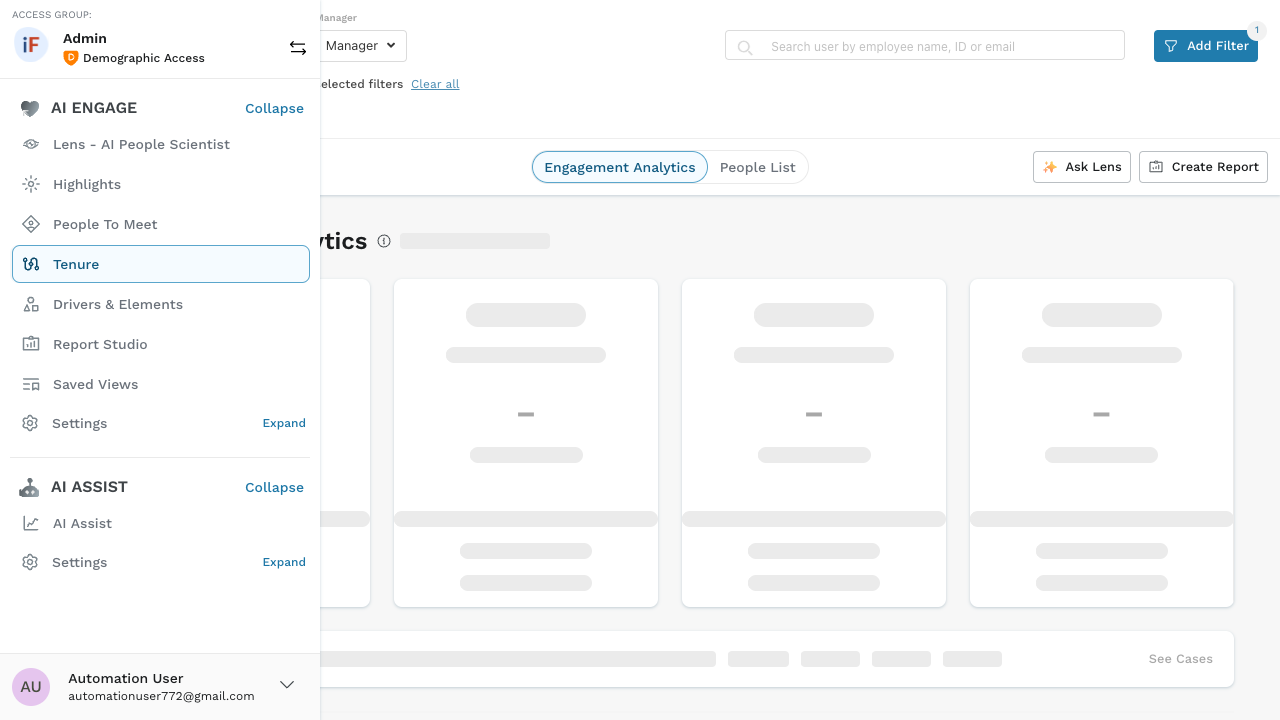 ACCESS GROUP:
iF
Admin
Demographic Access
AI ENGAGE
Collapse
Lens - AI People Scientist
Highlights
People To Meet
Tenure
Drivers & Elements
Report Studio
Saved Views
Settings
Expand
AI ASSIST
Collapse
AI Assist
Settings
Expand
AU
Automation User
automationuser772@gmail.com
Manager
Manager
Search user by employee name, ID or email
Add Filter
1
elected filters
Clear all
Engagement Analytics
People List
Ask Lens
Create Report
ytics
See Cases